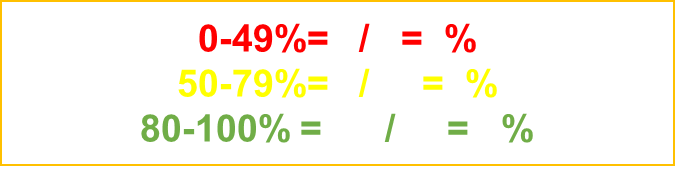 0-49%= / = %
50-79%= / = %
80-100% = / = %